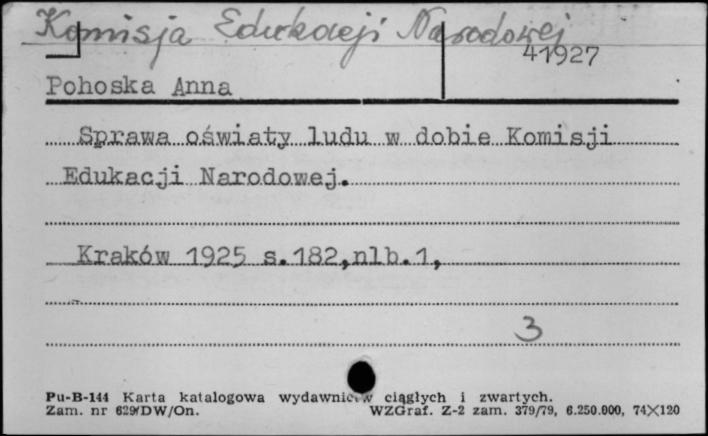 Komisja Edukacji Narodowej
41927
Pohoska Anna
Sprawa oświaty ludu w dobie Komisji
Edukacji Narodowej.
Kraków 1925 s.182,nlb.1,
3
Pu-B-144 Karta katalogowa wydawnictw ciągłych i zwartych.
Zam. nr 629/DW/On. WZGraf. Z-2 zam. 379/79, 6.250.000, 74×120